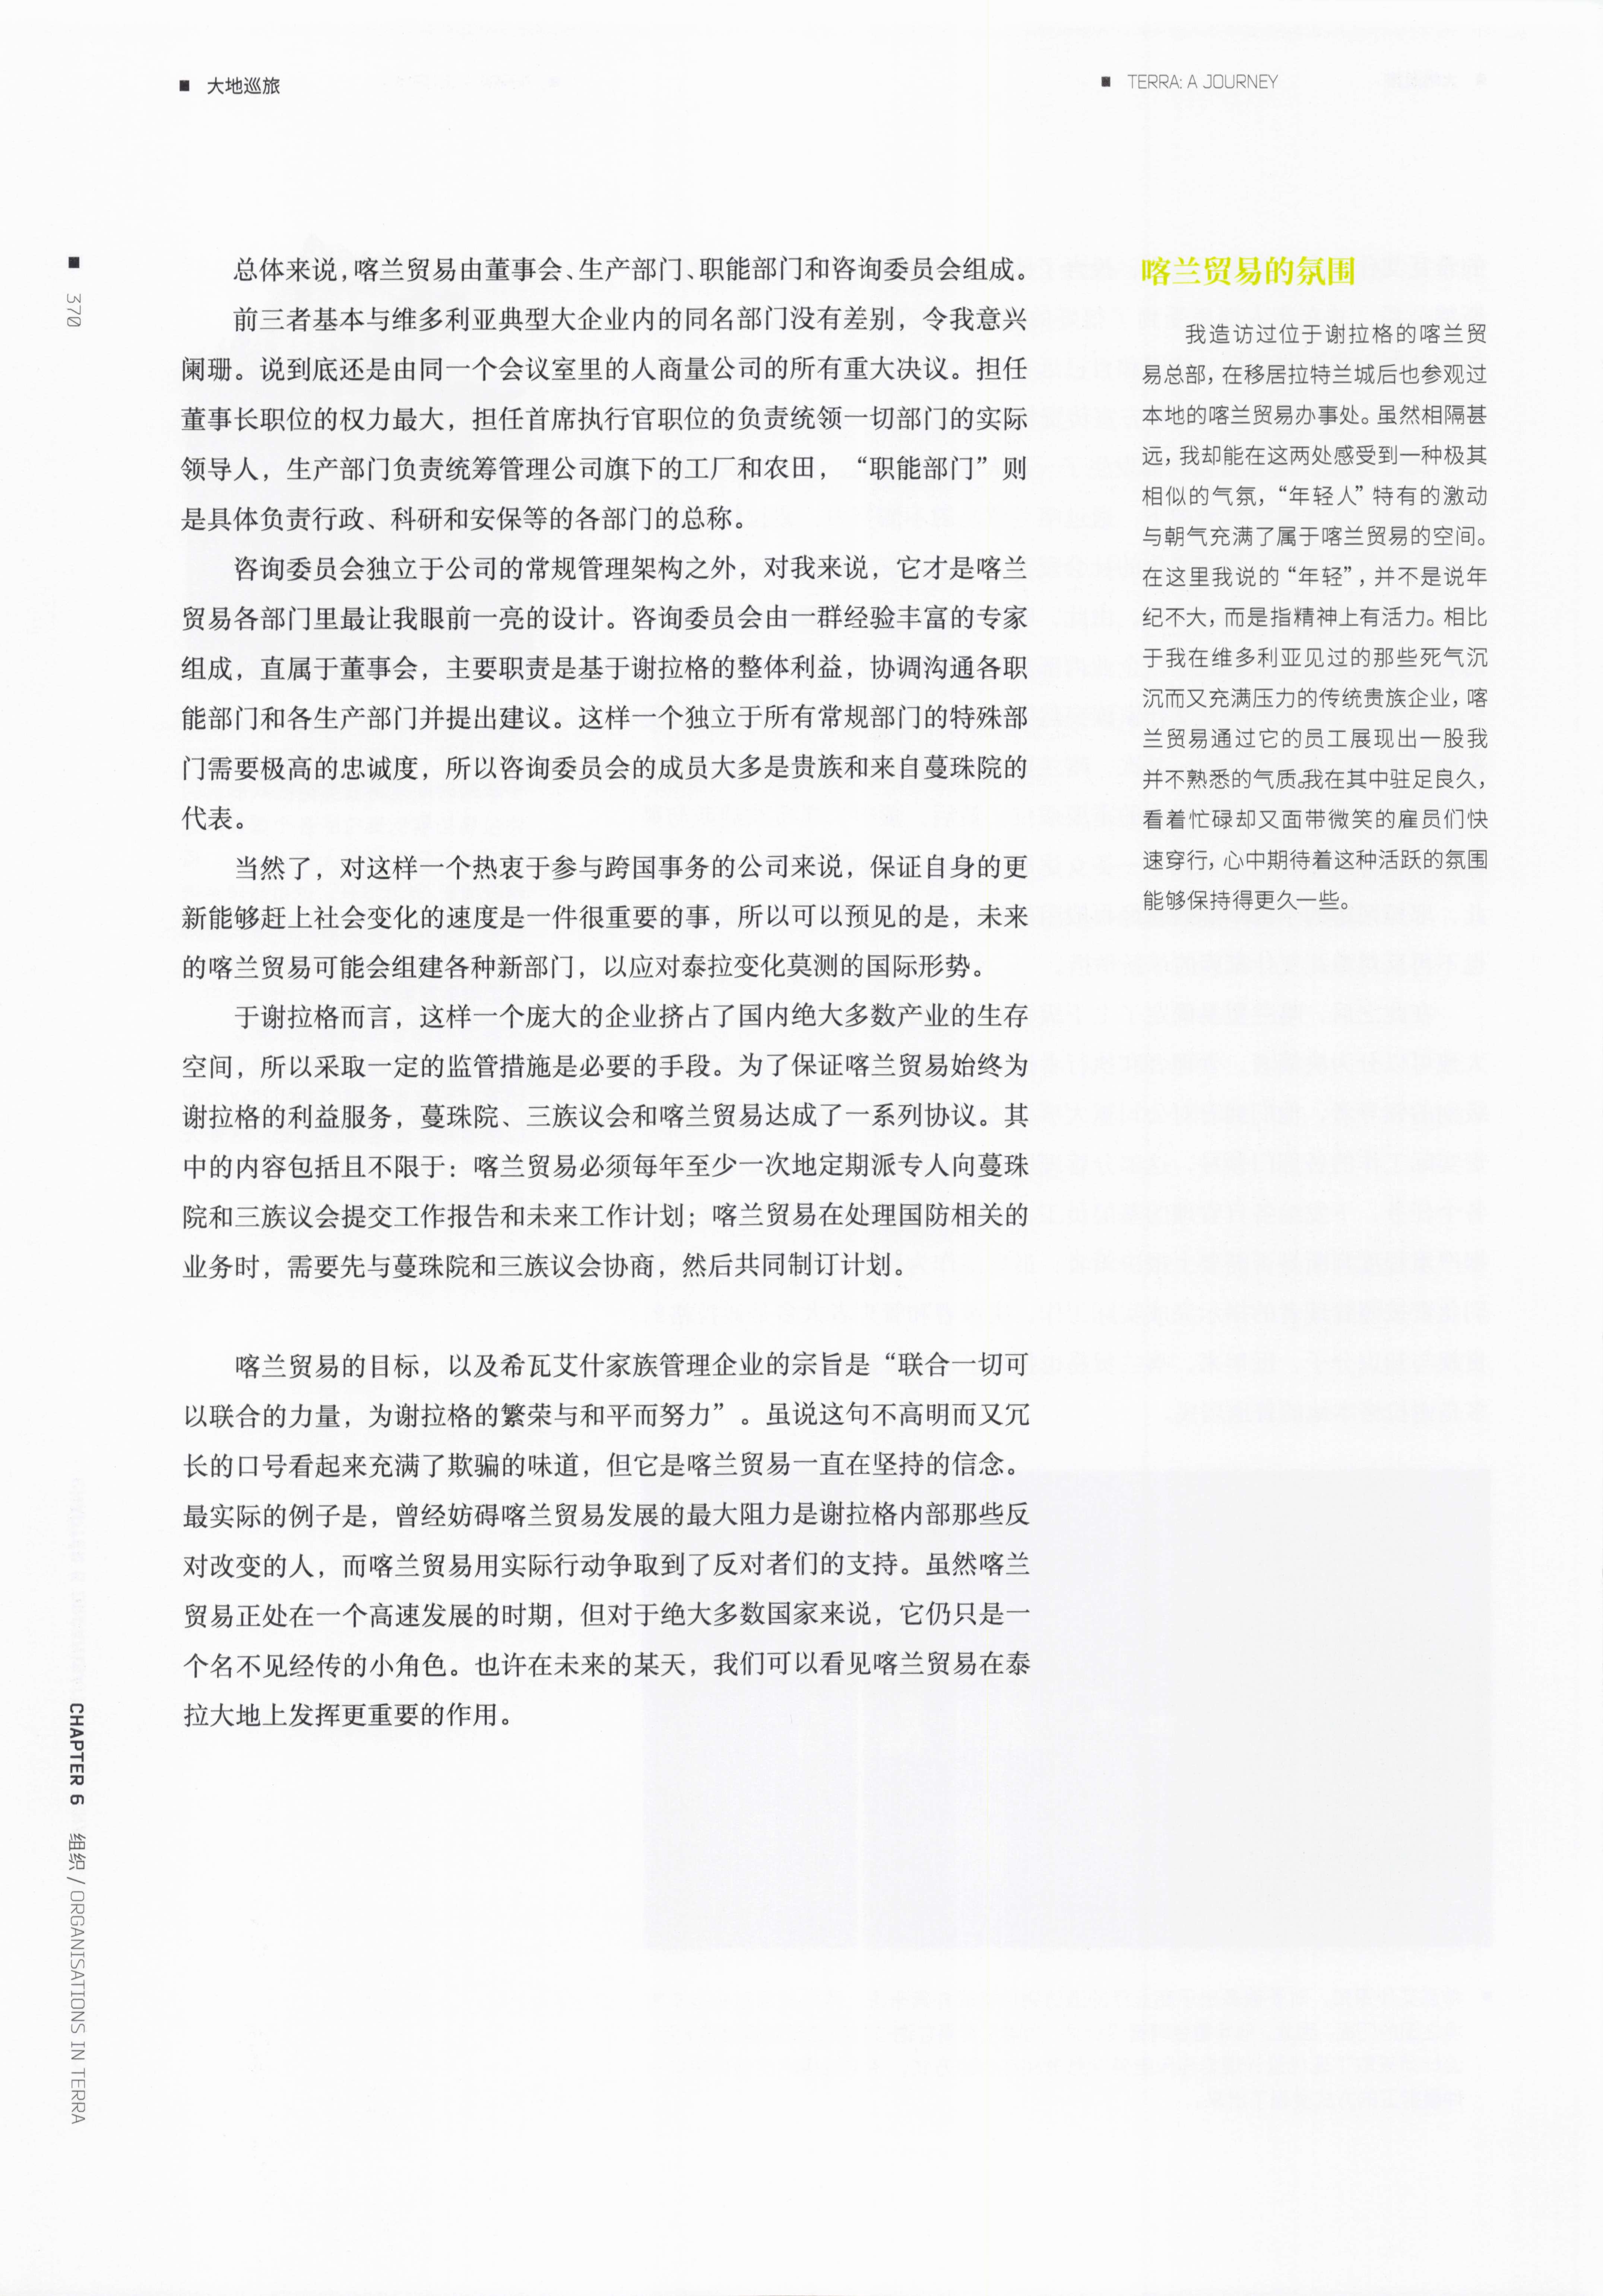 大地巡旅
TERRA: A JOURNEY
370
总体来说，喀兰贸易由董事会、生产部门、职能部门和咨询委员会组成。
前三者基本与维多利亚典型大企业内的同名部门没有差别，令我意兴
阑珊。说到底还是由同一个会议室里的人商量公司的所有重大决议。担任
董事长职位的权力最大，担任首席执行官职位的负责统领一切部门的实际
领导人，生产部门负责统筹管理公司旗下的工厂和农田，“职能部门”则
是具体负责行政、科研和安保等的各部门的总称。
咨询委员会独立于公司的常规管理架构之外，对我来说，它才是喀兰
贸易各部门里最让我眼前一亮的设计。咨询委员会由一群经验丰富的专家
组成，直属于董事会，主要职责是基于谢拉格的整体利益，协调沟通各职
能部门和各生产部门并提出建议。这样一个独立于所有常规部门的特殊部
门需要极高的忠诚度，所以咨询委员会的成员大多是贵族和来自蔓珠院的
代表。
当然了，对这样一个热衷于参与跨国事务的公司来说，保证自身的更
新能够赶上社会变化的速度是一件很重要的事，所以可以预见的是，未来
的喀兰贸易可能会组建各种新部门，以应对泰拉变化莫测的国际形势。
于谢拉格而言，这样一个庞大的企业挤占了国内绝大多数产业的生存
空间，所以采取一定的监管措施是必要的手段。为了保证喀兰贸易始终为
谢拉格的利益服务，蔓珠院、三族议会和喀兰贸易达成了一系列协议。其
中的内容包括且不限于：喀兰贸易必须每年至少一次地定期派专人向蔓珠
院和三族议会提交工作报告和未来工作计划；喀兰贸易在处理国防相关的
业务时，需要先与蔓珠院和三族议会协商，然后共同制订计划。
喀兰贸易的目标，以及希瓦艾什家族管理企业的宗旨是“联合一切可
以联合的力量，为谢拉格的繁荣与和平而努力”。虽说这句不高明而又冗
长的口号看起来充满了欺骗的味道，但它是喀兰贸易一直在坚持的信念。
最实际的例子是，曾经妨碍喀兰贸易发展的最大阻力是谢拉格内部那些反
对改变的人，而喀兰贸易用实际行动争取到了反对者们的支持。虽然喀兰
贸易正处在一个高速发展的时期，但对于绝大多数国家来说，它仍只是一
个名不见经传的小角色。也许在未来的某天，我们可以看见喀兰贸易在泰
拉大地上发挥更重要的作用。
喀兰贸易的氛围
我造访过位于谢拉格的喀兰贸
易总部，在移居拉特兰城后也参观过
本地的喀兰贸易办事处。虽然相隔甚
远，我却能在这两处感受到一种极其
相似的气氛，“年轻人”特有的激动
与朝气充满了属于喀兰贸易的空间。
在这里我说的“年轻”，并不是说年
纪不大，而是指精神上有活力。相比
于我在维多利亚见过的那些死气沉
沉而又充满压力的传统贵族企业，喀
兰贸易通过它的员工展现出一股我
并不熟悉的气质。我在其中驻足良久，
看着忙碌却又面带微笑的雇员们快
速穿行，心中期待着这种活跃的氛围
能够保持得更久一些。
CHAPTER 6 组织 / ORGANISATIONS IN TERRA